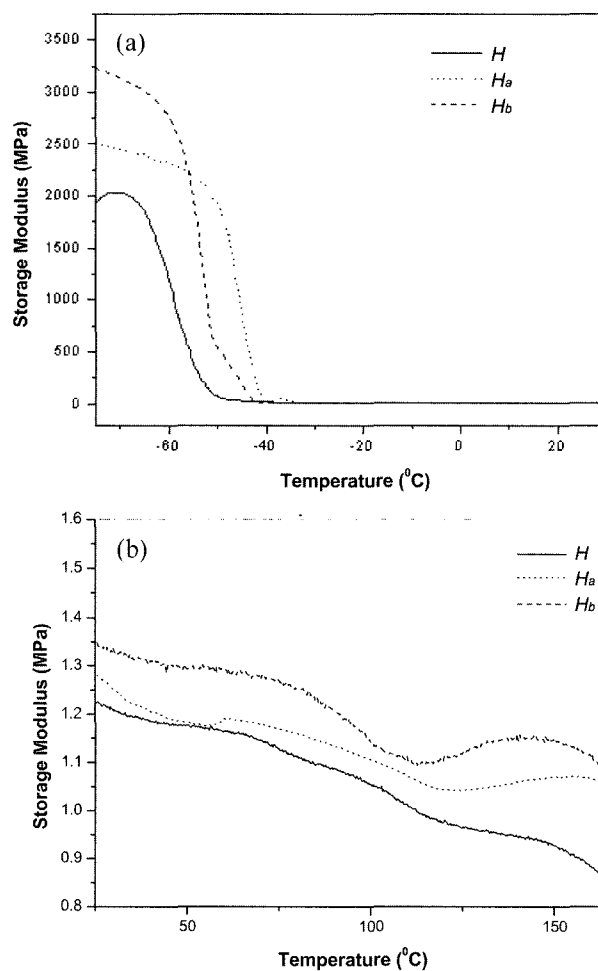 (a)
H
Ha
Hb
3500
3000
2500
2000
1500
1000
500
0
Storage Modulus (MPa)
-60
-40
-20
0
20
Temperature (⁰C)
(b)
H
Ha
Hb
1.6
1.5
1.4
1.3
1.2
1.1
1.0
0.9
0.8
Storage Modulus (MPa)
50
100
150
Temperature (⁰C)